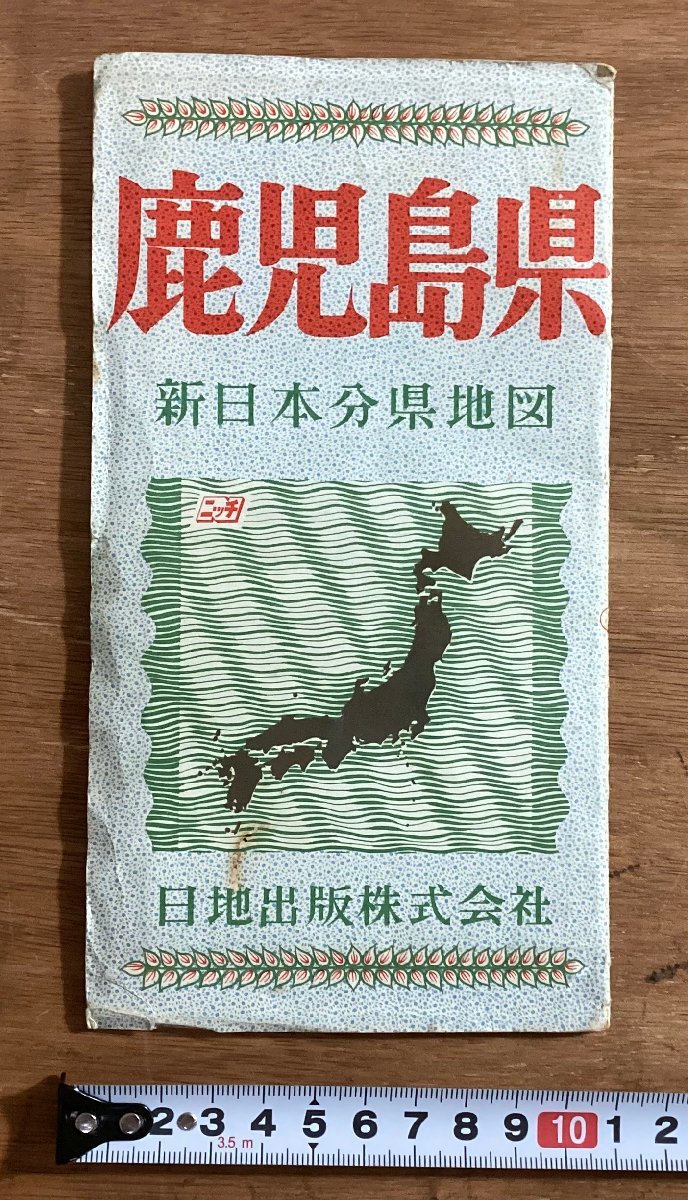 鹿児島県
新日本分県地図
ニッチ
日地出版株式会社
2 3 4 5 6 7 8 9 10 1 2
3.5 m